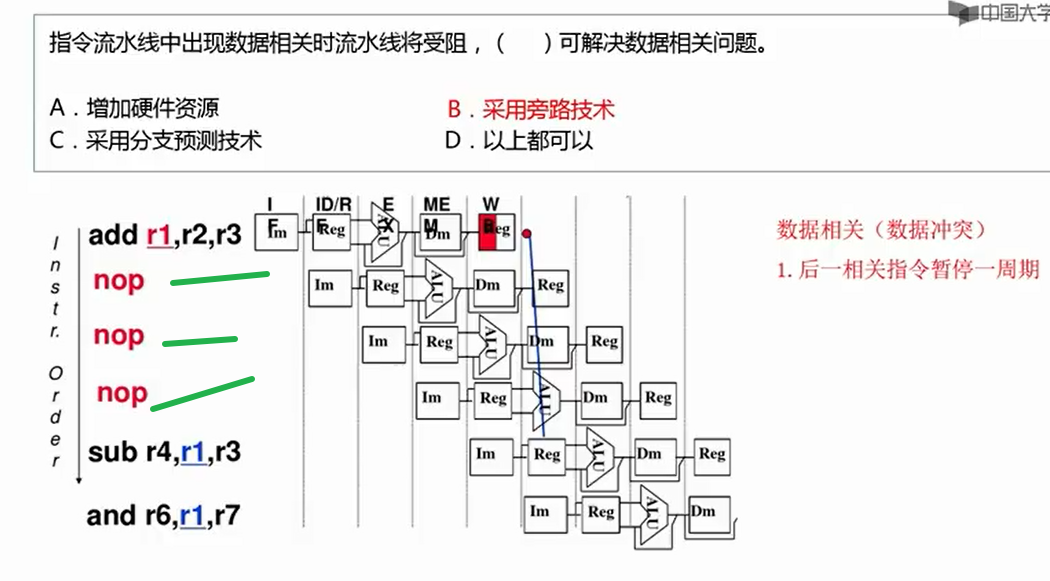 中国大学
指令流水线中出现数据相关时流水线将受阻，（ ）可解决数据相关问题。
A．增加硬件资源
B．采用旁路技术
C．采用分支预测技术
D．以上都可以
I ID/R E ME W
F F X M B
Instr. Order
add r1,r2,r3
Im Reg ALU Dm Reg
nop
Im Reg ALU Dm Reg
nop
Im Reg ALU Dm Reg
nop
Im Reg ALU Dm Reg
sub r4,r1,r3
Im Reg ALU Dm Reg
and r6,r1,r7
Im Reg ALU Dm
数据相关（数据冲突）
1. 后一相关指令暂停一周期